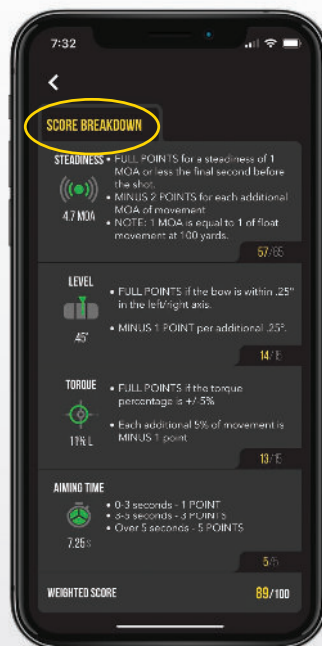 7:32
SCORE BREAKDOWN
STEADINESS
4.7 MOA
• FULL POINTS for a steadiness of 1
MOA or less the final second before
the shot.
• MINUS 2 POINTS for each additional
MOA of movement
• NOTE: 1 MOA is equal to 1 of float
movement at 100 yards.
57/65
LEVEL
.45°
• FULL POINTS if the bow is within .25°
in the left/right axis.
• MINUS 1 POINT per additional .25°.
14/15
TORQUE
11% L
• FULL POINTS if the torque
percentage is +/-5%
• Each additional 5% of movement is
MINUS 1 point
13/15
AIMING TIME
7.25 s
• 0-3 seconds - 1 POINT
• 3-5 seconds - 3 POINTS
• Over 5 seconds - 5 POINTS
5/5
WEIGHTED SCORE
89/100